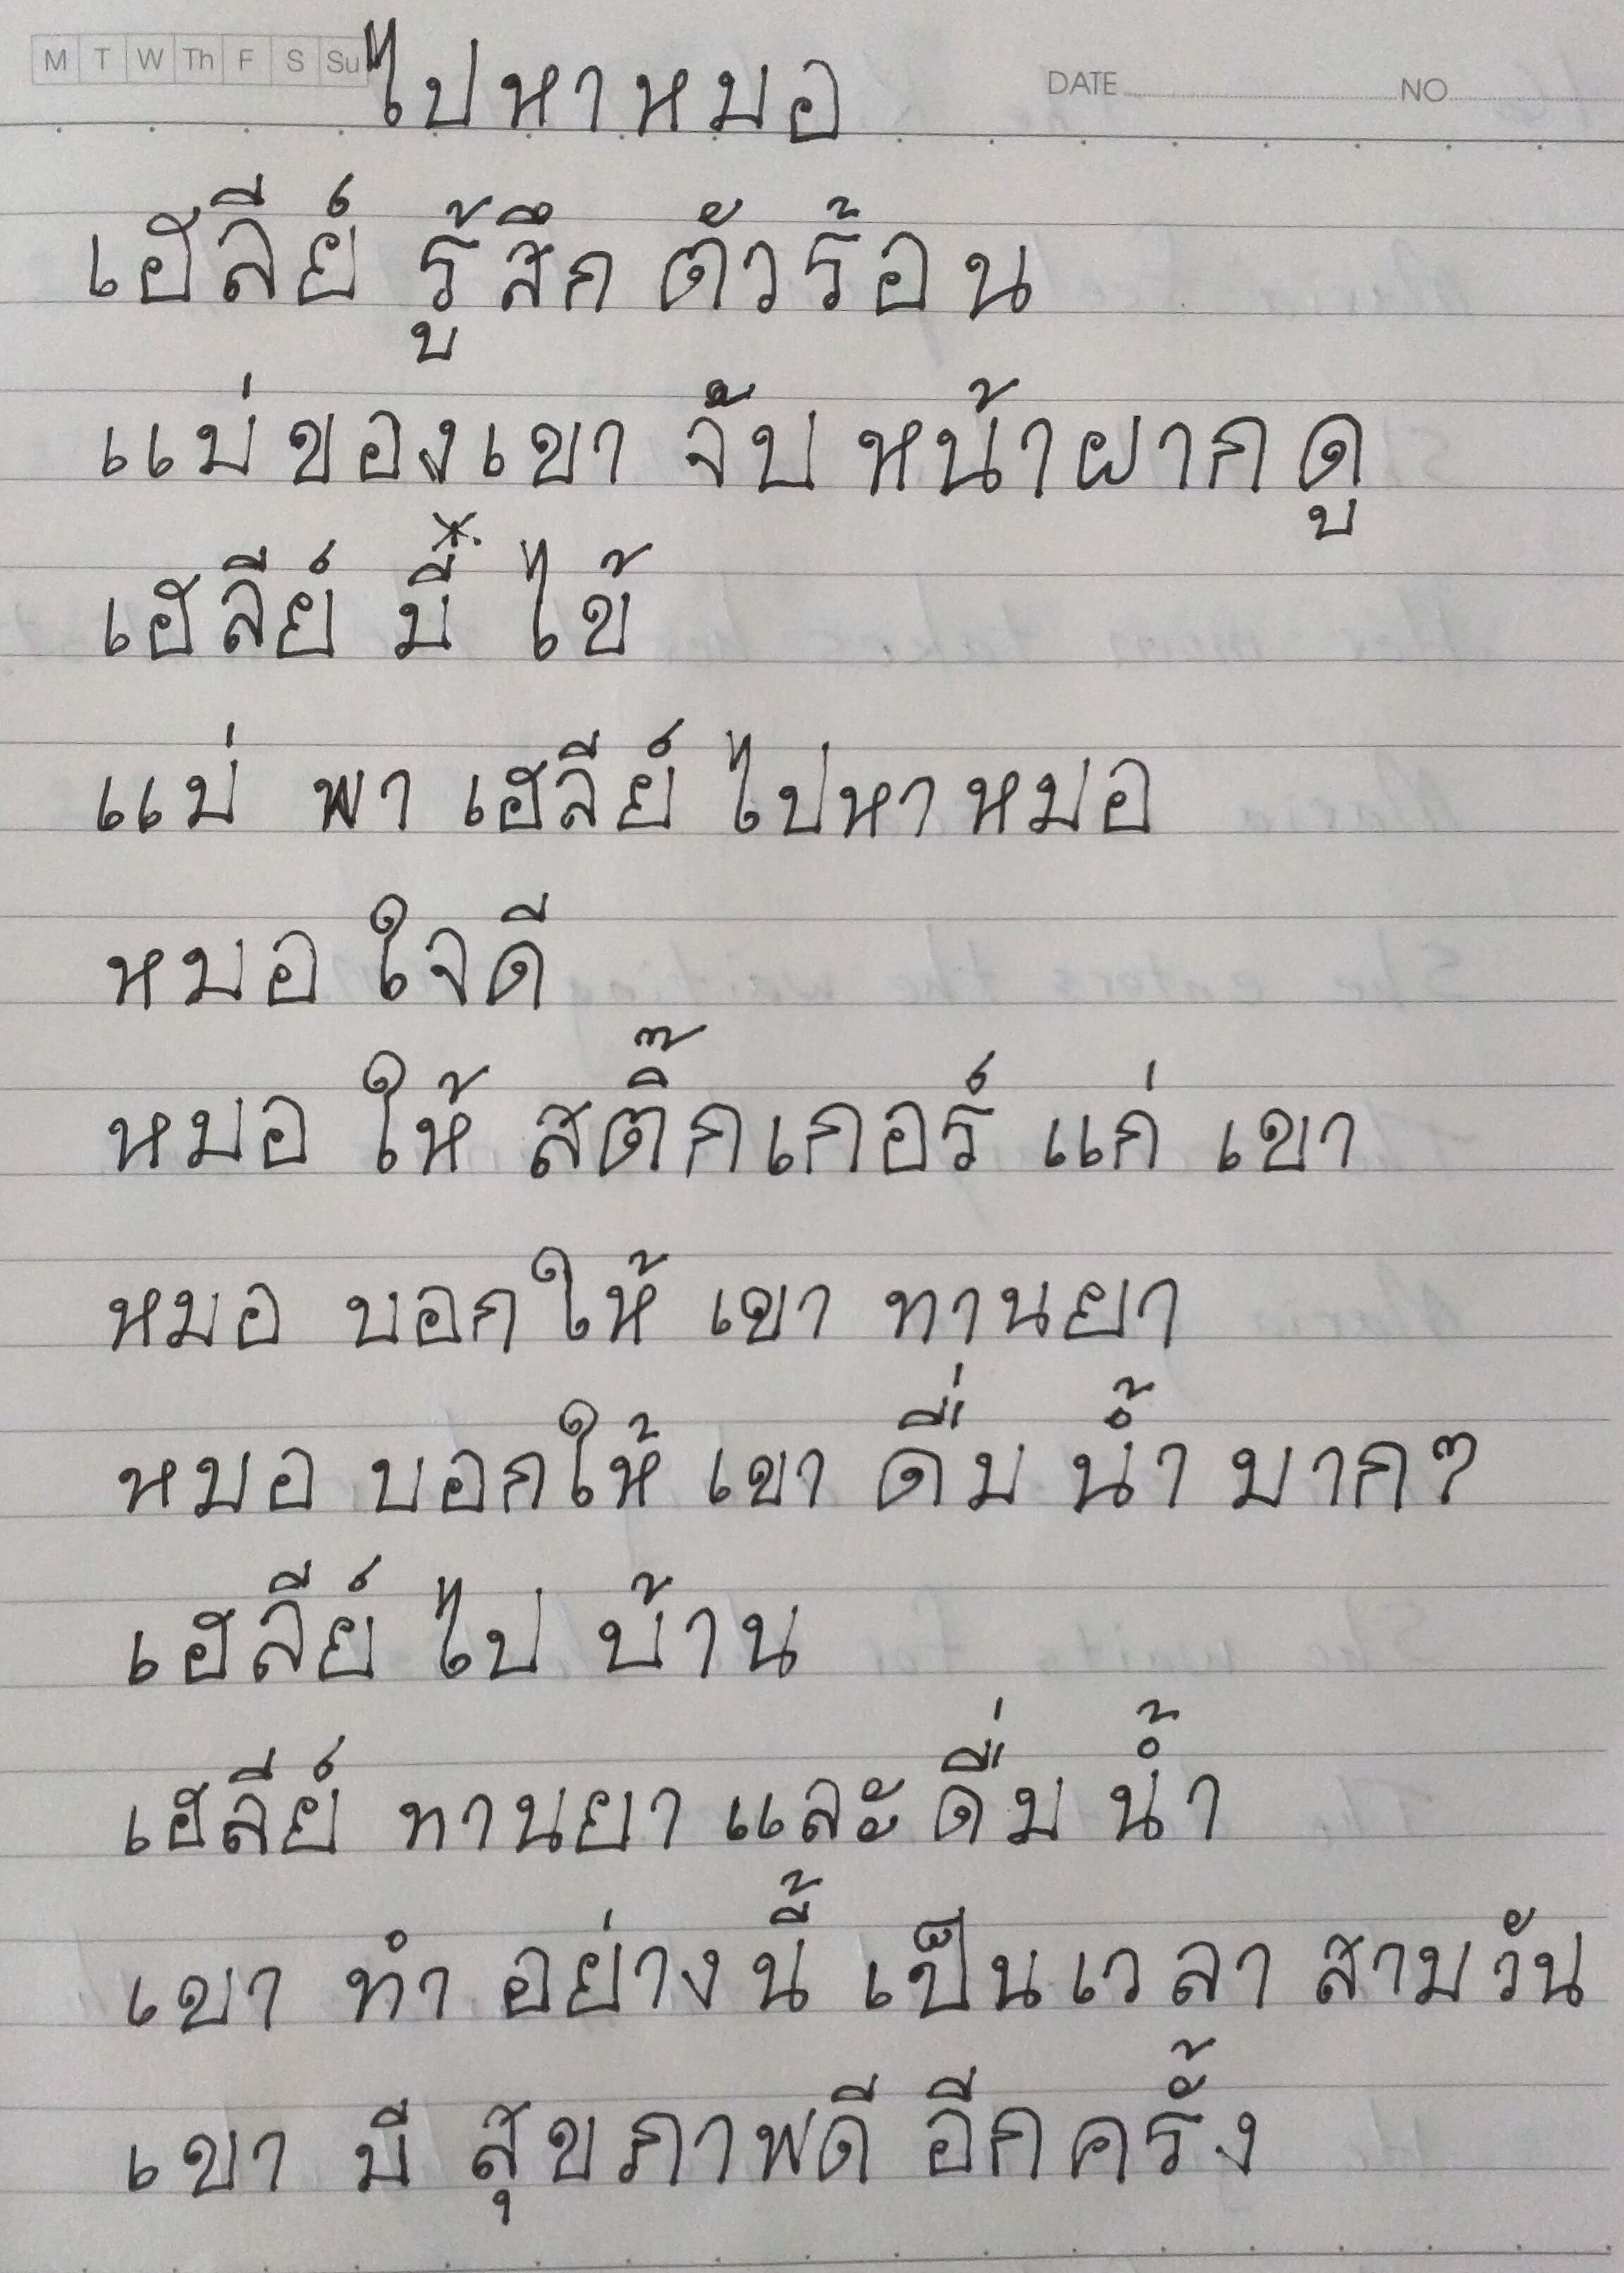 M T W Th F S Su ไปหาหมอ DATE NO.
เฮลีย์ รู้สึก ตัวร้อน
แม่ของเขา จับ หน้าผากดู
เฮลีย์ มี ไข้
แม่ พา เฮลีย์ ไปหา หมอ
หมอ ใจดี
หมอ ให้ สติ๊กเกอร์ แก่ เขา
หมอ บอกให้ เขา ทานยา
หมอ บอกให้ เขา ดื่ม น้ำ มากๆ
เฮลีย์ ไป บ้าน
เฮลีย์ ทานยา และดื่ม น้ำ
เขา ทำ อย่างนี้ เป็นเวลา สามวัน
เขา มี สุขภาพดี อีกครั้ง